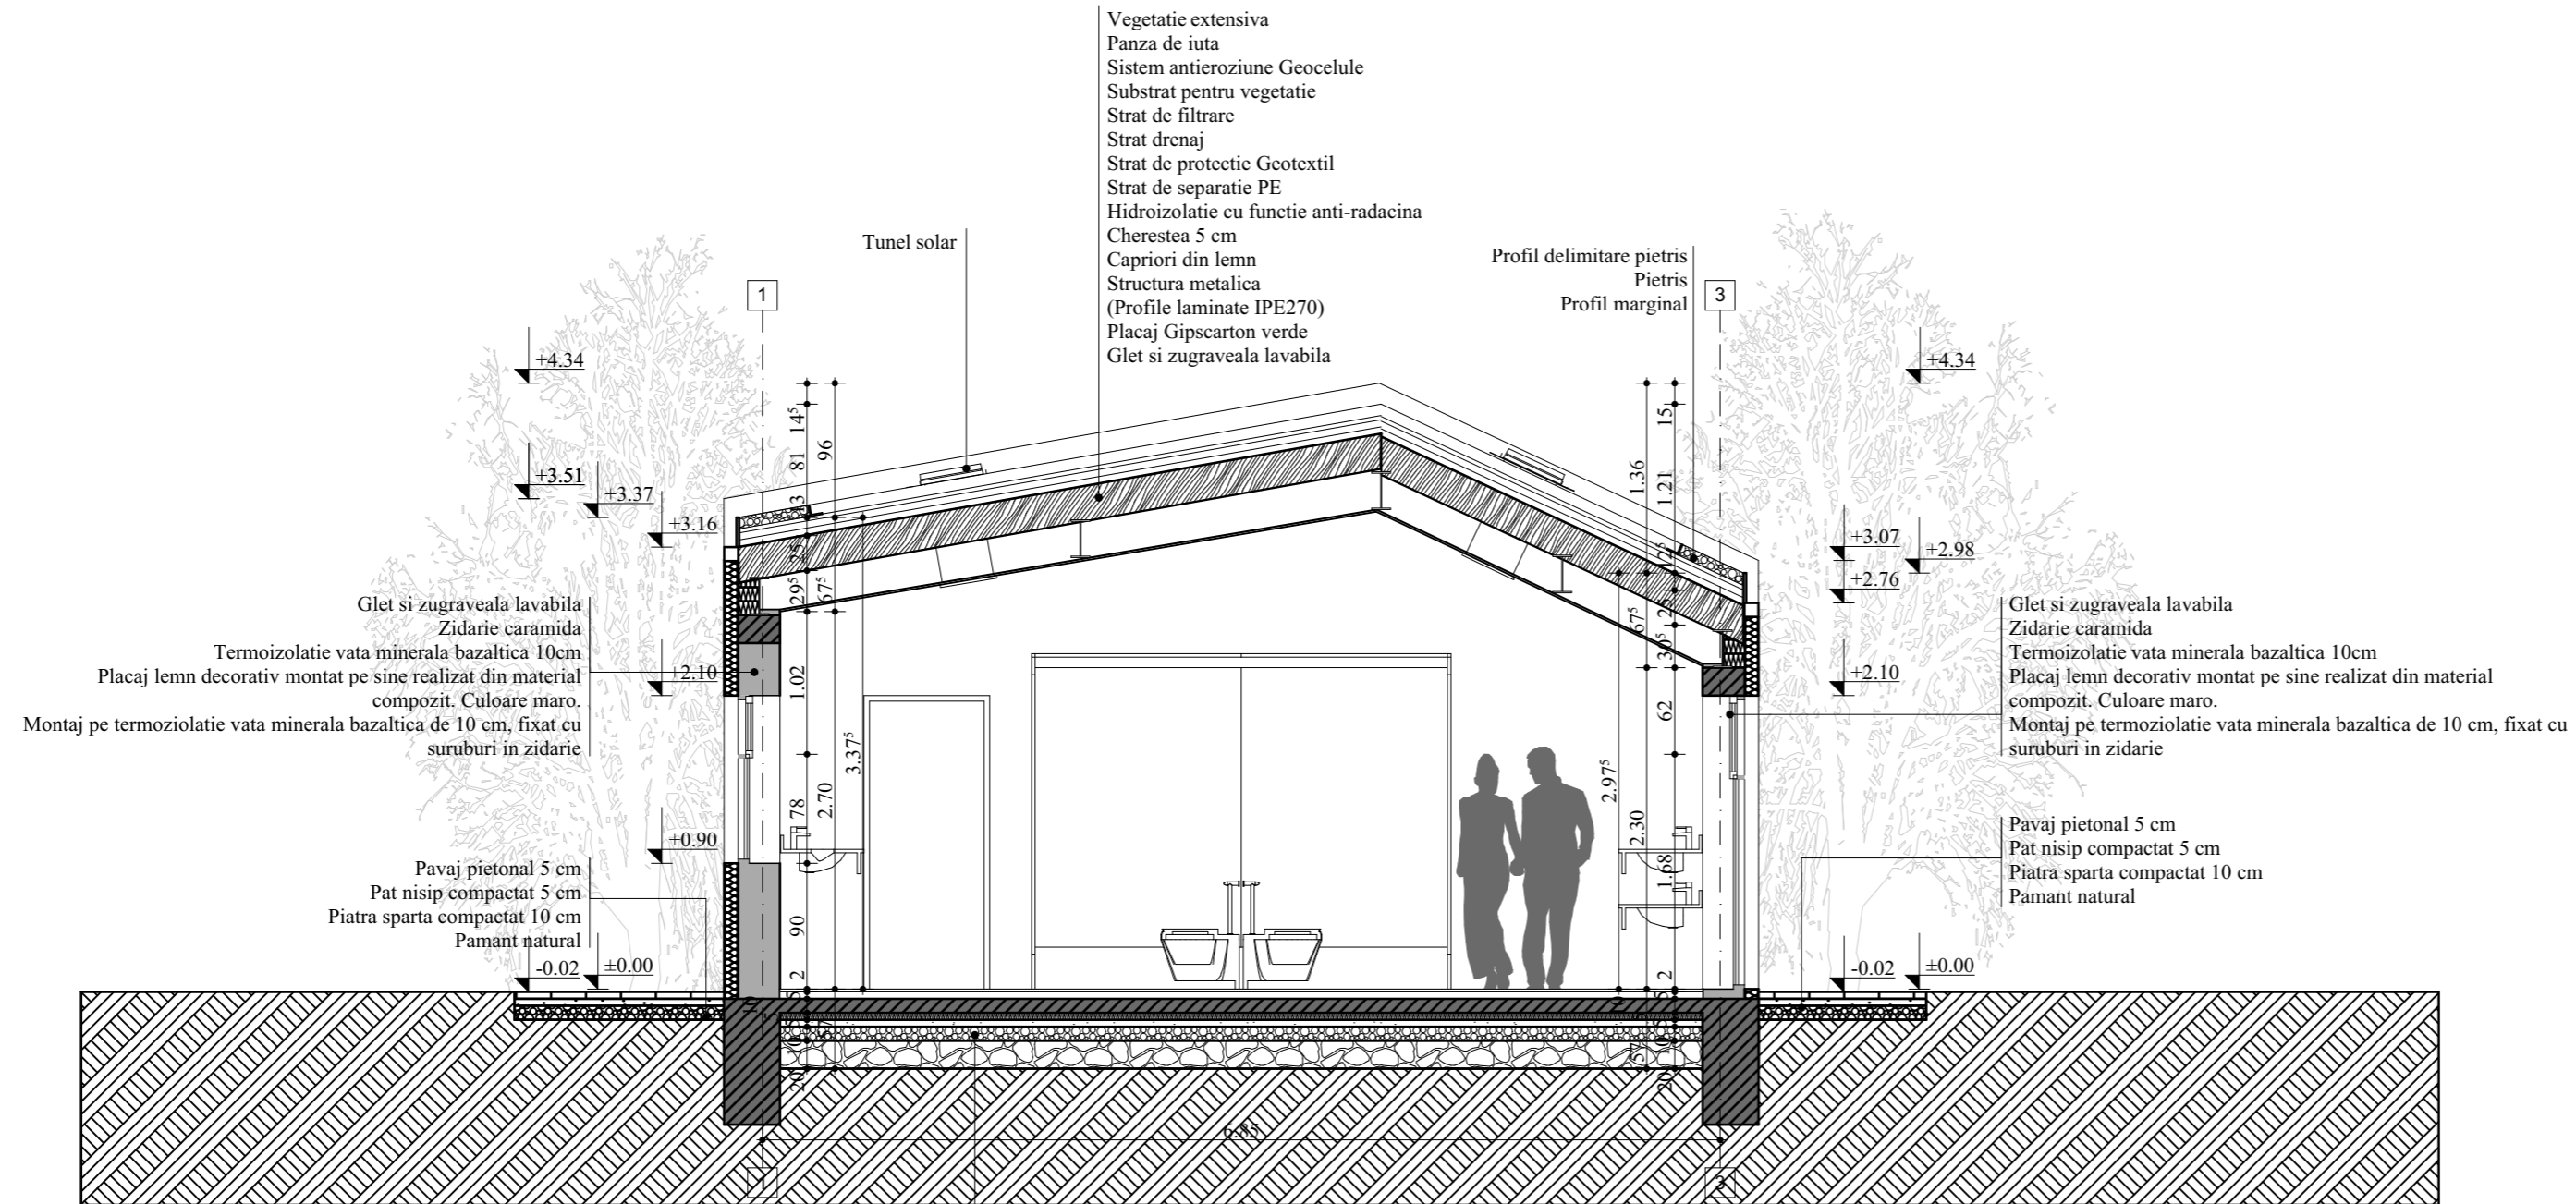 Vegetatie extensiva
Panza de iuta
Sistem antieroziune Geocelule
Substrat pentru vegetatie
Strat de filtrare
Strat drenaj
Strat de protectie Geotextil
Strat de separatie PE
Hidroizolatie cu functie anti-radacina
Cherestea 5 cm
Capriori din lemn
Structura metalica
(Profile laminate IPE270)
Placaj Gipscarton verde
Glet si zugraveala lavabila
Tunel solar
Profil delimitare pietris
Pietris
Profil marginal
1
3
+4.34
+3.51
+3.37
+3.16
+2.10
+0.90
-0.02
±0.00
+4.34
+3.07
+2.98
+2.76
+2.10
-0.02
±0.00
Glet si zugraveala lavabila
Zidarie caramida
Termoizolatie vata minerala bazaltica 10cm
Placaj lemn decorativ montat pe sine realizat din material
compozit. Culoare maro.
Montaj pe termoziolatie vata minerala bazaltica de 10 cm, fixat cu
suruburi in zidarie
Pavaj pietonal 5 cm
Pat nisip compactat 5 cm
Piatra sparta compactat 10 cm
Pamant natural
Glet si zugraveala lavabila
Zidarie caramida
Termoizolatie vata minerala bazaltica 10cm
Placaj lemn decorativ montat pe sine realizat din material
compozit. Culoare maro.
Montaj pe termoziolatie vata minerala bazaltica de 10 cm, fixat cu
suruburi in zidarie
Pavaj pietonal 5 cm
Pat nisip compactat 5 cm
Piatra sparta compactat 10 cm
Pamant natural
14⁵
81
96
25
29⁵
67⁵
1.02
78
2.70
3.37⁵
90
2
20
15
1.36
1.21
25
67⁵
30⁵
62
2.97⁵
2.30
1.68
2
57
20
6.85
1
3